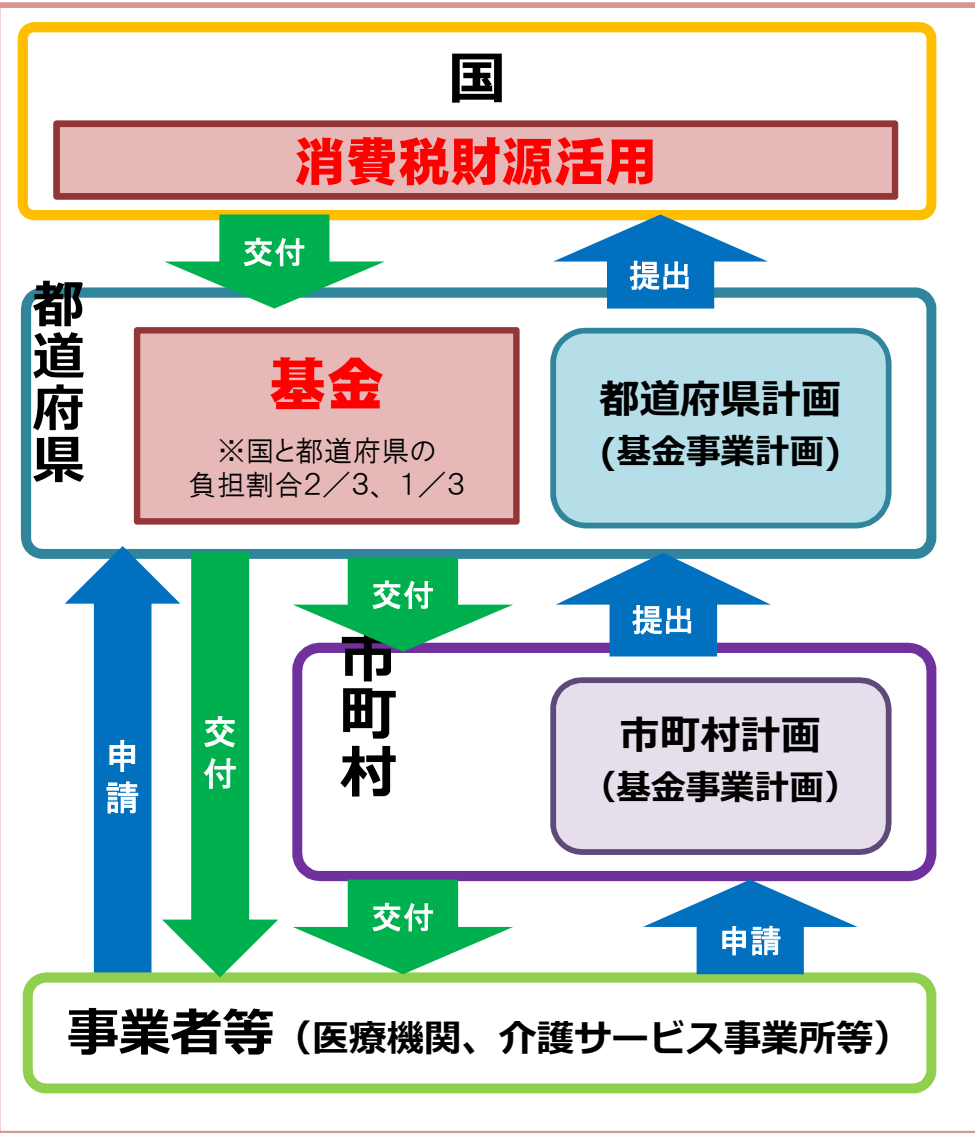 国
消費税財源活用
交付
提出
都道府県
基金
※国と都道府県の
負担割合2／3、1／3
都道府県計画
(基金事業計画)
交付
提出
市町村
市町村計画
（基金事業計画）
申請
交付
交付
申請
事業者等（医療機関、介護サービス事業所等）